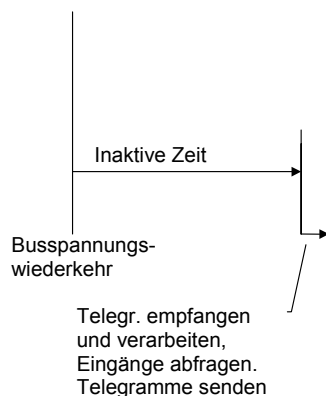 Inaktive Zeit
Busspannungs-
wiederkehr
Telegr. empfangen
und verarbeiten,
Eingänge abfragen.
Telegramme senden